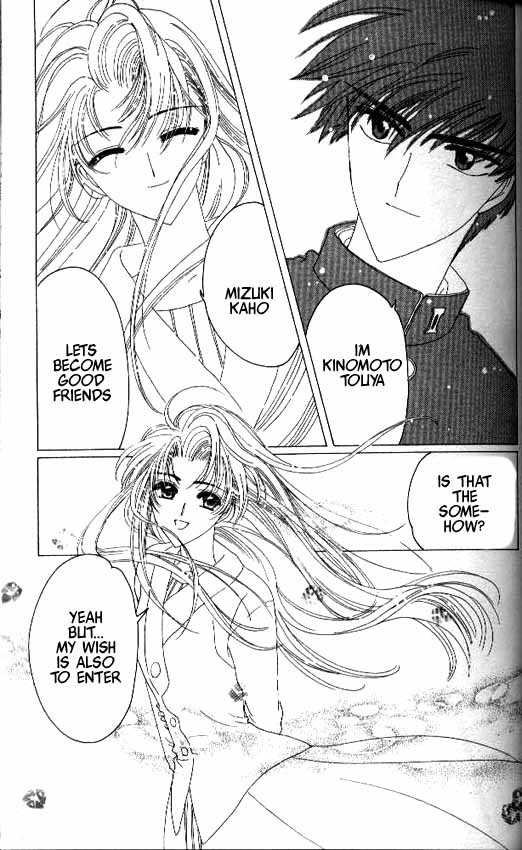 IM
KINOMOTO
TOUYA
MIZUKI
KAHO
LETS
BECOME
GOOD
FRIENDS
IS THAT
THE
SOME-
HOW?
YEAH
BUT...
MY WISH
IS ALSO
TO ENTER